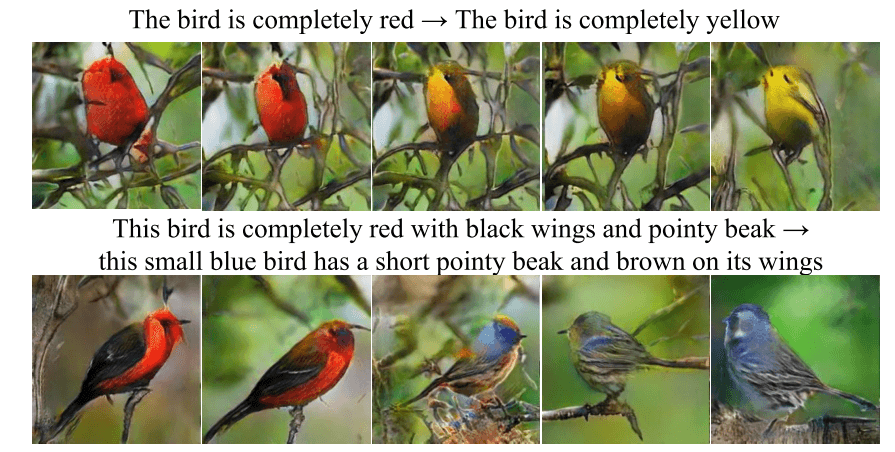 The bird is completely red → The bird is completely yellow
This bird is completely red with black wings and pointy beak →
this small blue bird has a short pointy beak and brown on its wings